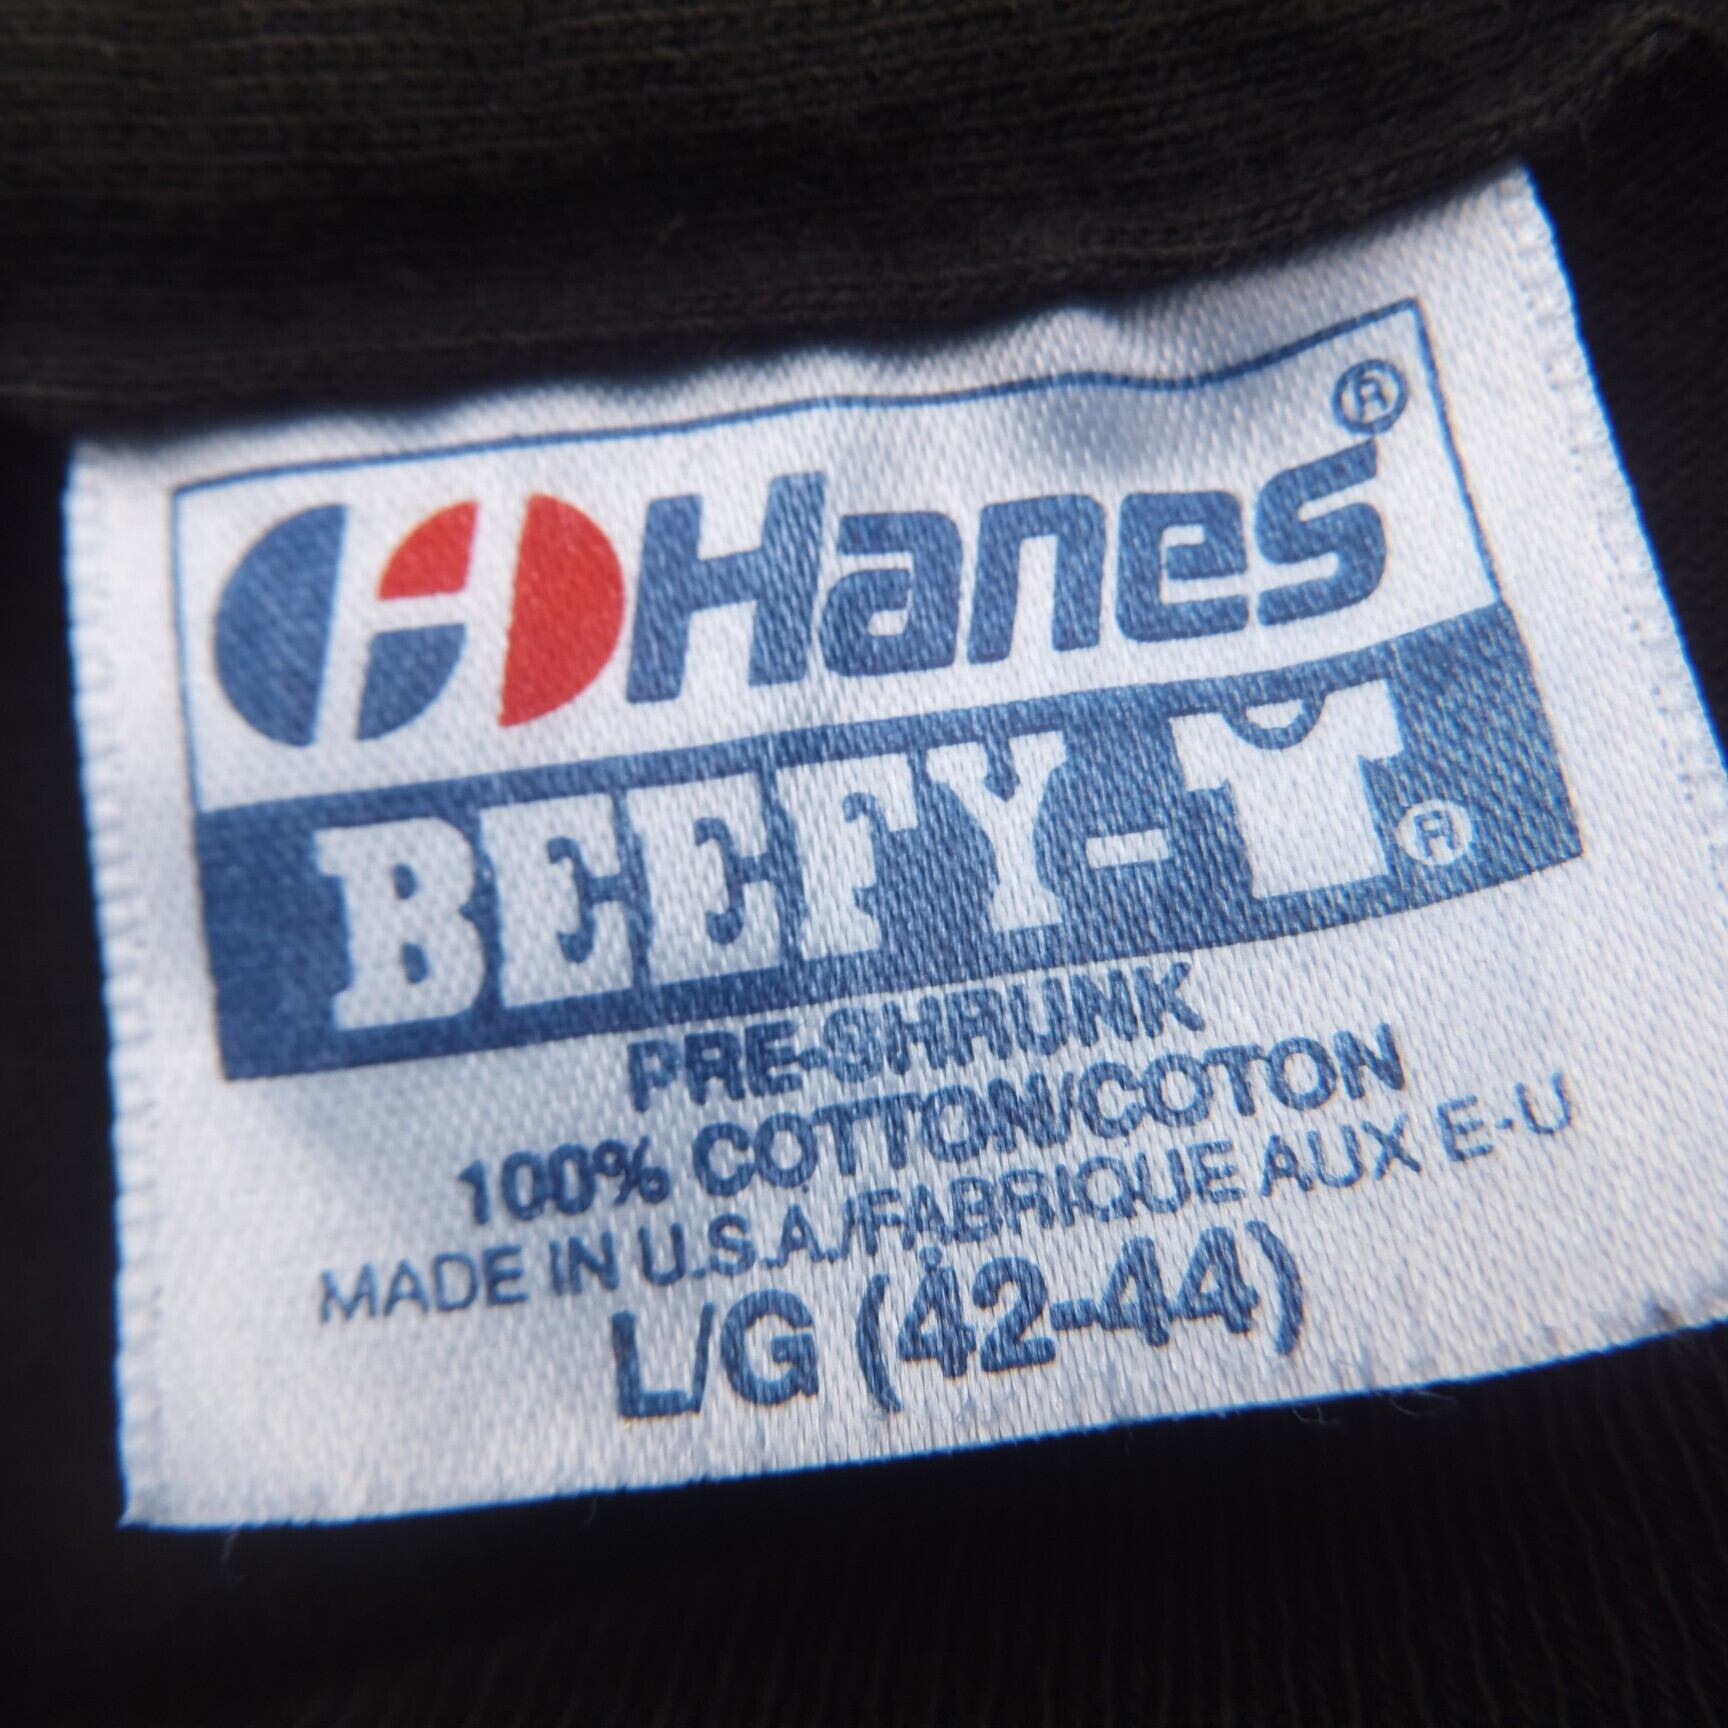 Hanes®
BEEFY-T®
PRE-SHRUNK
100% COTTON/COTON
MADE IN U.S.A./FABRIQUE AUX E-U
L/G (42-44)